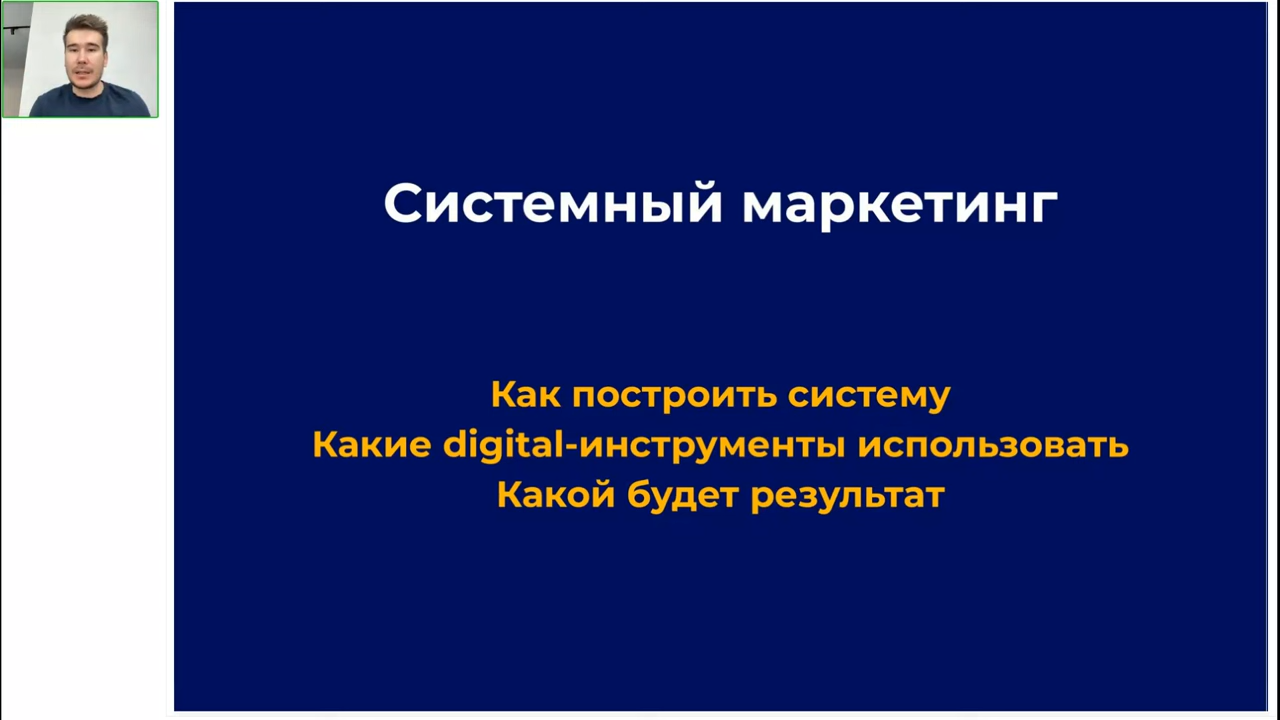 Системный маркетинг
Как построить систему
Какие digital-инструменты использовать
Какой будет результат